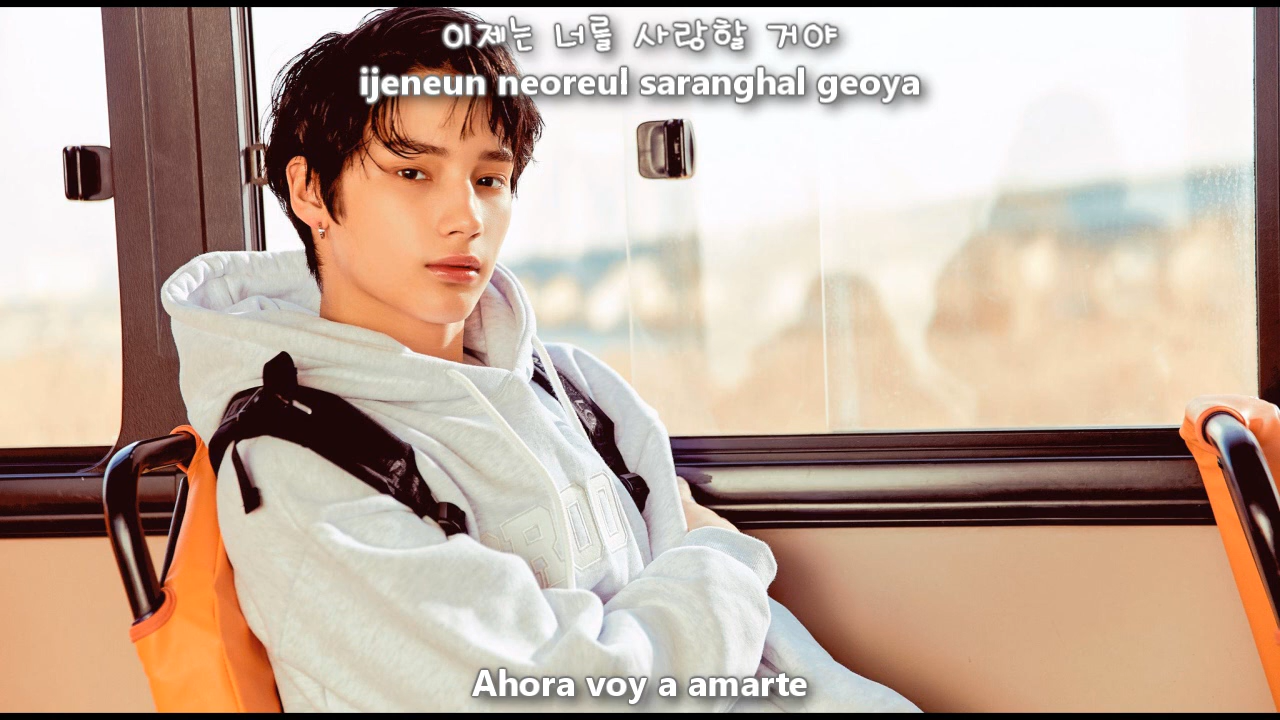 이제는 너를 사랑할 거야
ijeneun neoreul saranghal geoya
Ahora voy a amarte